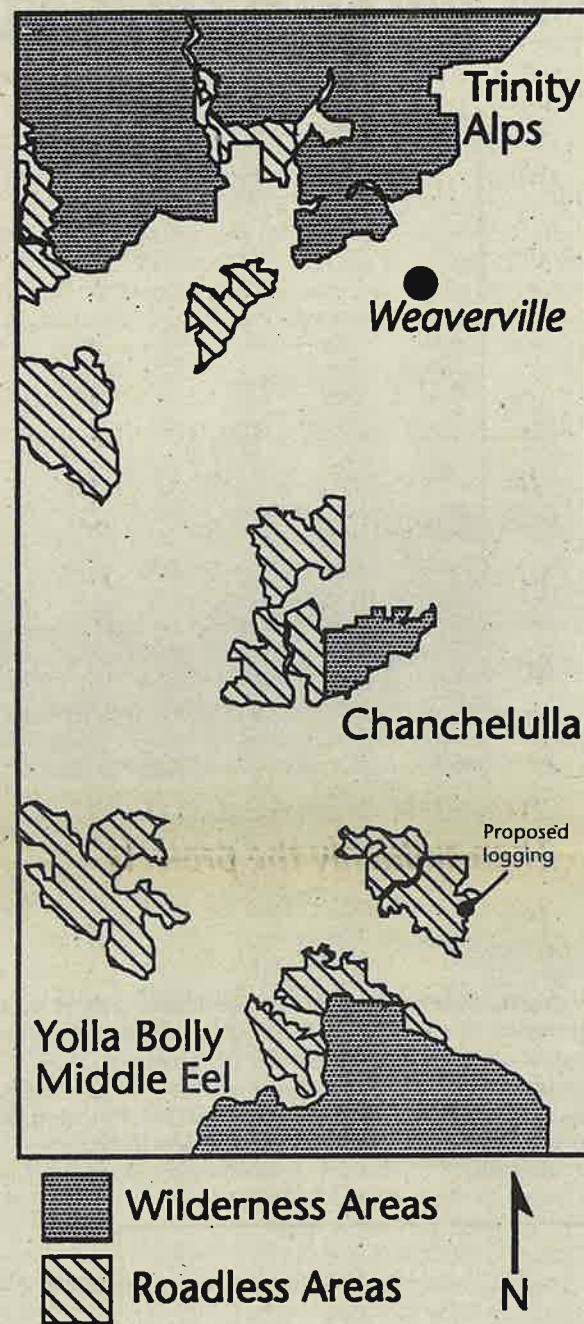 Trinity
Alps
Weaverville
Chanchelulla
Proposed
logging
Yolla Bolly
Middle Eel
Wilderness Areas
Roadless Areas
N